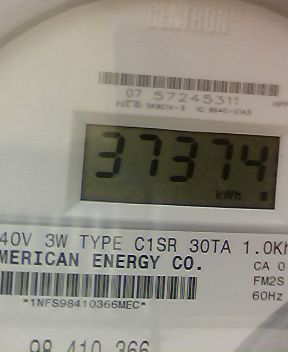 CENTRON
07 57245311
37374
kWh
40V 3W TYPE C1SR 30TA 1.0Kh
MERICAN ENERGY CO.
CA 0
FM2S
60Hz
*1NFS98410366MEC*
98 410 366